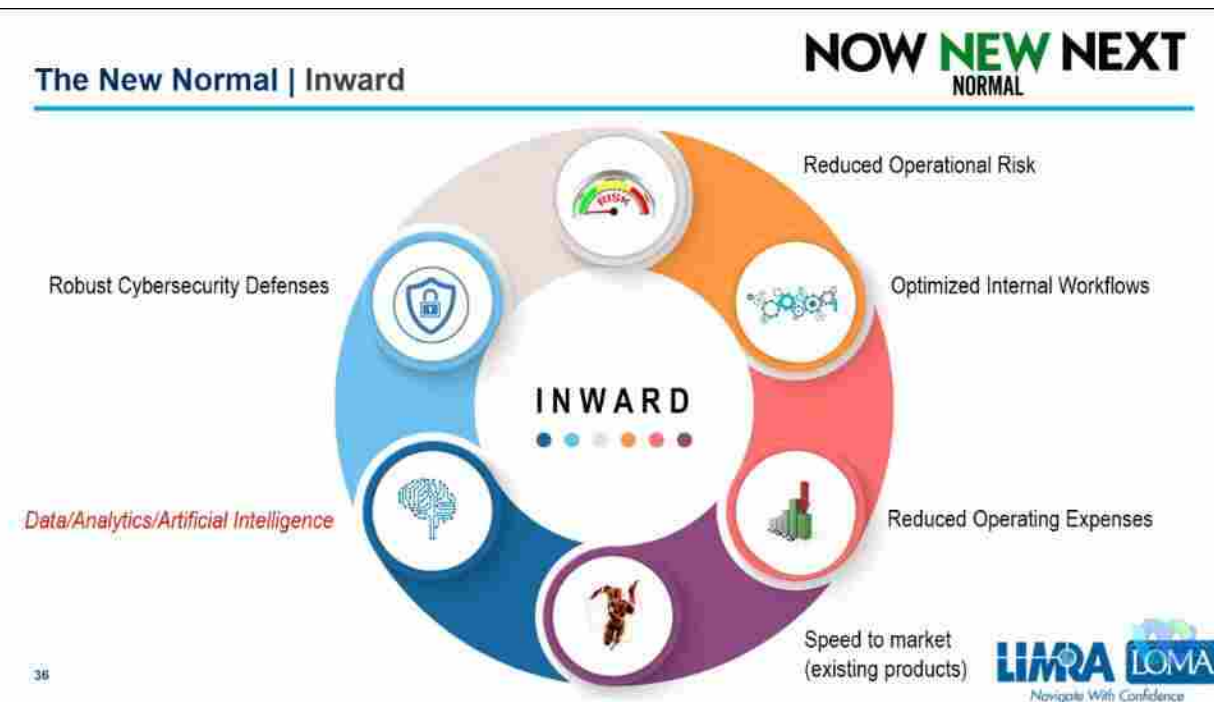 The New Normal | Inward
NOW NEW NEXT
NORMAL
Reduced Operational Risk
RISK
Robust Cybersecurity Defenses
Optimized Internal Workflows
INWARD
Data/Analytics/Artificial Intelligence
Reduced Operating Expenses
Speed to market
(existing products)
LIMRA LOMA
Navigate With Confidence
36